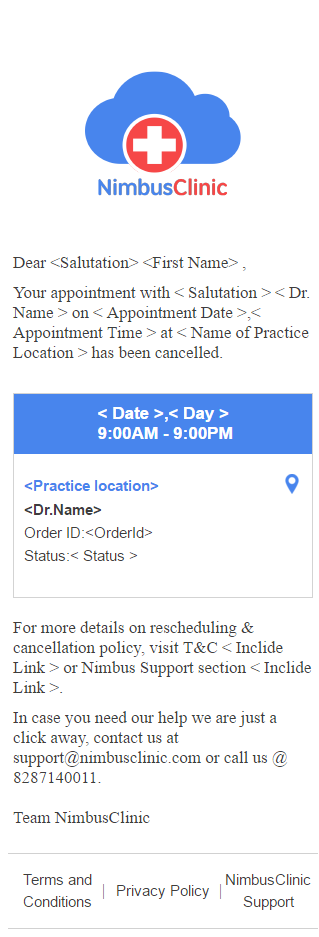 NimbusClinic
Dear <Salutation> <First Name> ,
Your appointment with < Salutation > < Dr.
Name > on < Appointment Date >,<
Appointment Time > at < Name of Practice
Location > has been cancelled.
< Date >,< Day >
9:00AM - 9:00PM
<Practice location>
<Dr.Name>
Order ID:<OrderId>
Status:< Status >
For more details on rescheduling &
cancellation policy, visit T&C < Inclide
Link > or Nimbus Support section < Inclide
Link >.
In case you need our help we are just a
click away, contact us at
support@nimbusclinic.com or call us @
8287140011.
Team NimbusClinic
Terms and
Conditions
| Privacy Policy |
NimbusClinic
Support